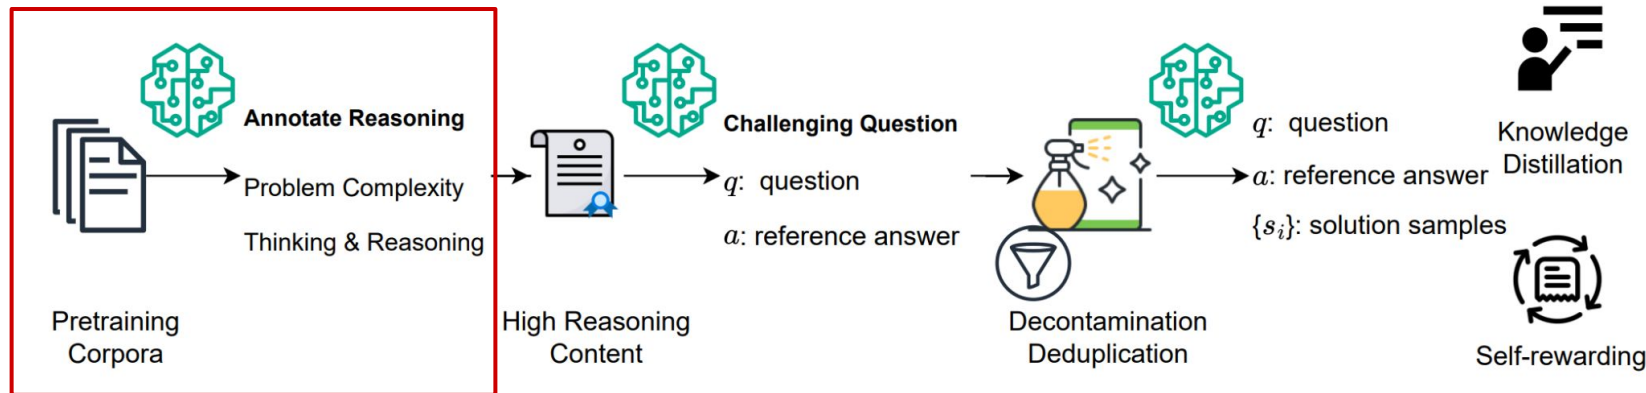 Annotate Reasoning
Problem Complexity
Thinking & Reasoning
Pretraining
Corpora
High Reasoning
Content
Challenging Question
q: question
a: reference answer
Decontamination
Deduplication
q: question
a: reference answer
{s_i}: solution samples
Knowledge
Distillation
Self-rewarding